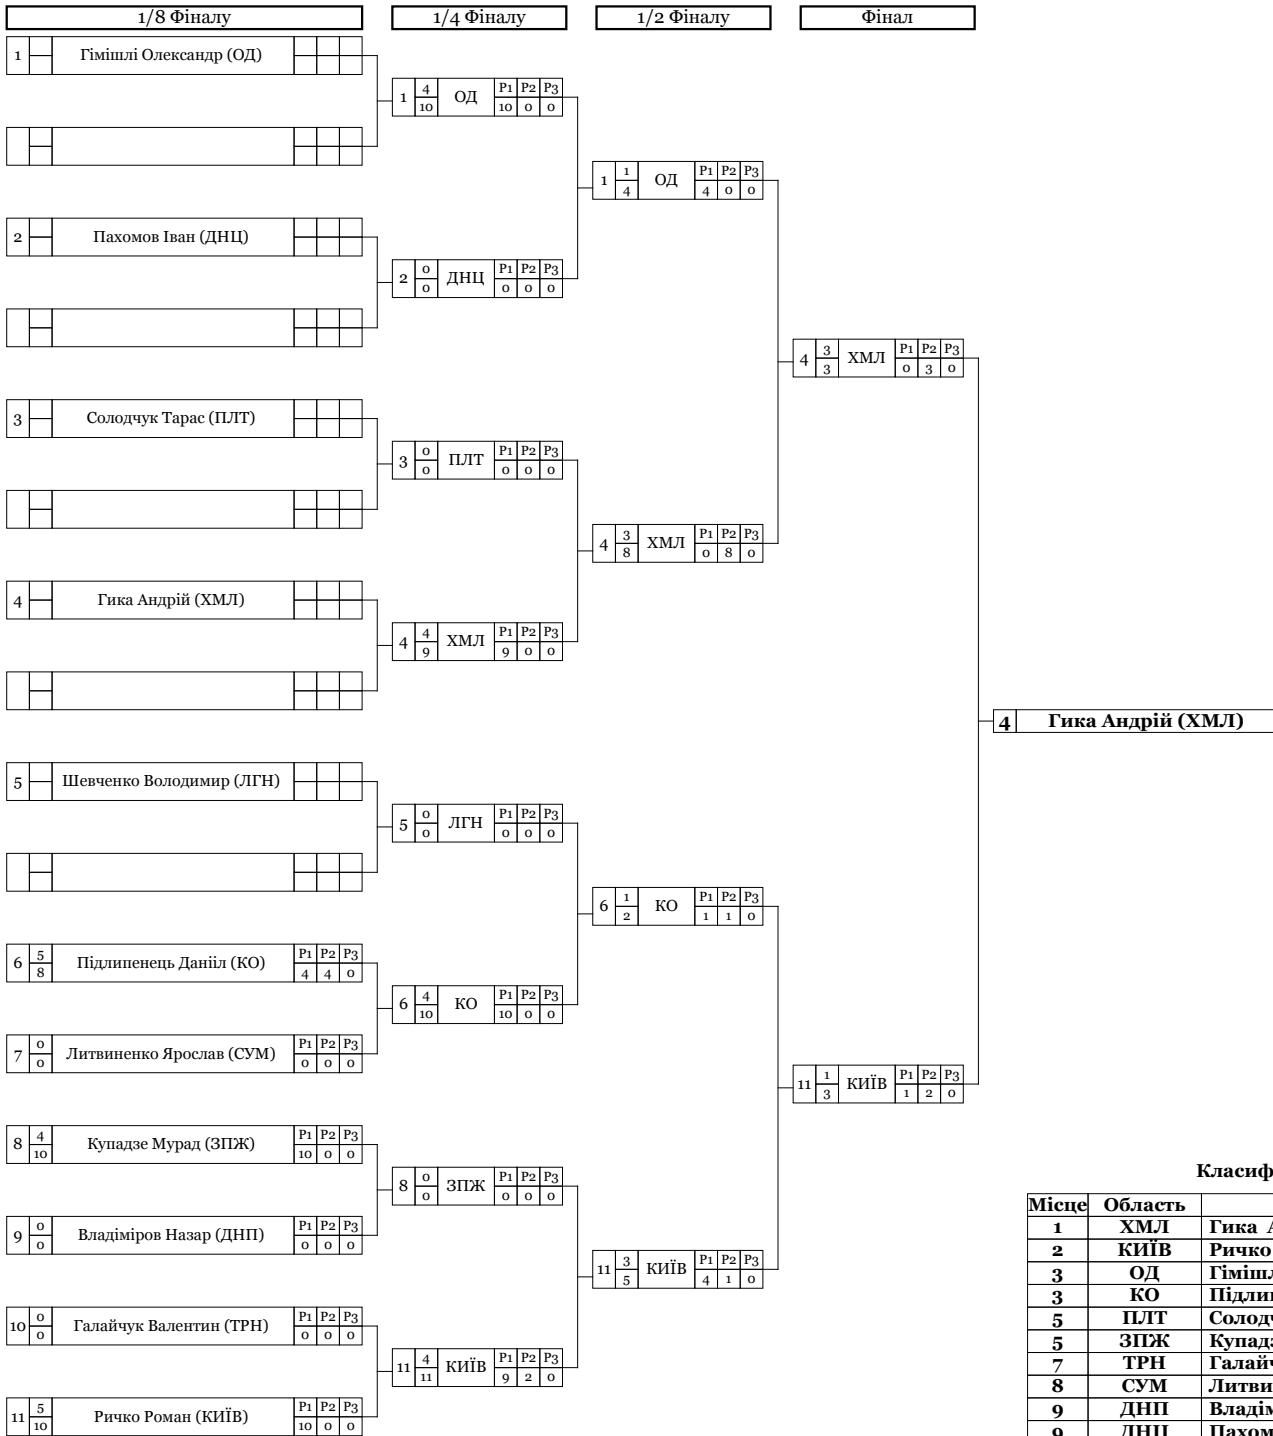 1/8 Фіналу 1/4 Фіналу 1/2 Фіналу Фінал
1 Гімішлі Олександр (ОД)
1 4 10 ОД P1 P2 P3 10 0 0
1 1 4 ОД P1 P2 P3 4 0 0
2 Пахомов Іван (ДНЦ)
2 0 0 ДНЦ P1 P2 P3 0 0 0
4 3 3 ХМЛ P1 P2 P3 0 3 0
3 Солодчук Тарас (ПЛТ)
3 0 0 ПЛТ P1 P2 P3 0 0 0
4 3 8 ХМЛ P1 P2 P3 0 8 0
4 Гика Андрій (ХМЛ)
4 4 9 ХМЛ P1 P2 P3 9 0 0
4 Гика Андрій (ХМЛ)
5 Шевченко Володимир (ЛГН)
5 0 0 ЛГН P1 P2 P3 0 0 0
6 1 2 КО P1 P2 P3 1 1 0
6 5 8 Підлипенець Данііл (КО) P1 P2 P3 4 4 0
6 4 10 КО P1 P2 P3 10 0 0
7 0 0 Литвиненко Ярослав (СУМ) P1 P2 P3 0 0 0
11 1 3 КИЇВ P1 P2 P3 1 2 0
8 4 10 Купадзе Мурад (ЗПЖ) P1 P2 P3 10 0 0
8 0 0 ЗПЖ P1 P2 P3 0 0 0
9 0 0 Владіміров Назар (ДНП) P1 P2 P3 0 0 0
11 3 5 КИЇВ P1 P2 P3 4 1 0
10 0 0 Галайчук Валентин (ТРН) P1 P2 P3 0 0 0
11 4 11 КИЇВ P1 P2 P3 9 2 0
11 5 10 Ричко Роман (КИЇВ) P1 P2 P3 10 0 0
Класиф
Місце Область
1 ХМЛ Гика
2 КИЇВ Ричко
3 ОД Гіміш
3 КО Підли
5 ПЛТ Солод
5 ЗПЖ Купад
7 ТРН Галай
8 СУМ Литви
9 ДНП Владі
9 ДНЦ Пахом